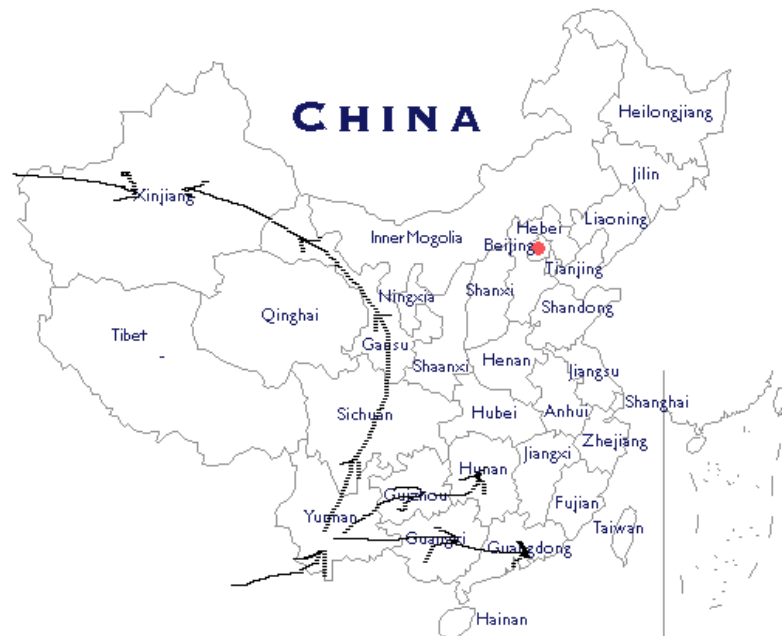 CHINA
Heilongjiang
Jilin
Xinjiang
Liaoning
Hebei
InnerMogolia
Beijing
Tianjing
Shanxi
Ningxia
Shandong
Qinghai
Tibet
Gansu
Henan
Shaanxi
Jiangsu
Shanghai
Sichuan
Hubei
Anhui
Zhejiang
Jiangxi
Hunan
Guizhou
Fujian
Yunnan
Taiwan
Guangxi
Guangdong
Hainan